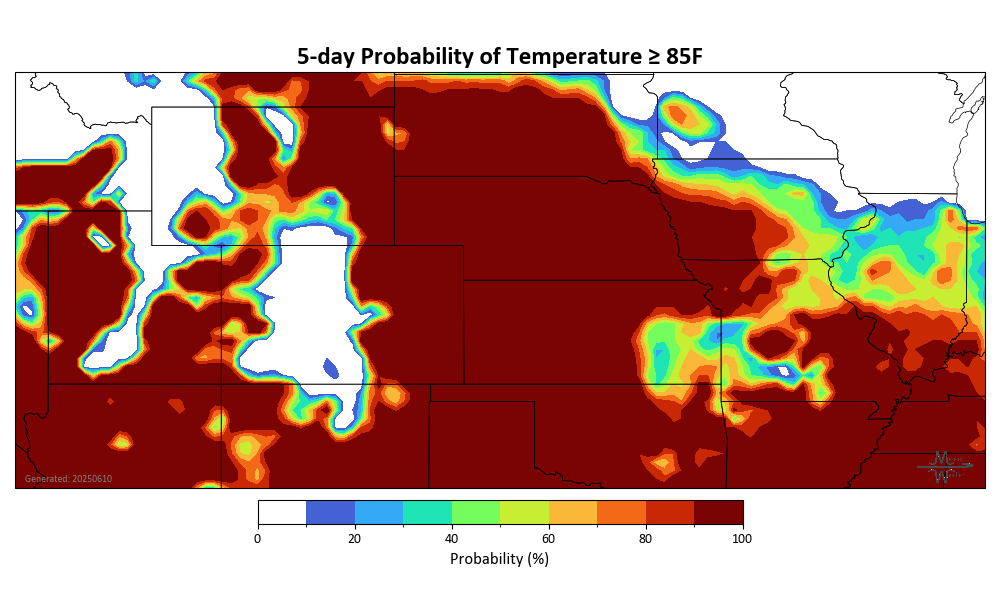 5-day Probability of Temperature ≥ 85F
Generated: 20250610
0 20 40 60 80 100
Probability (%)